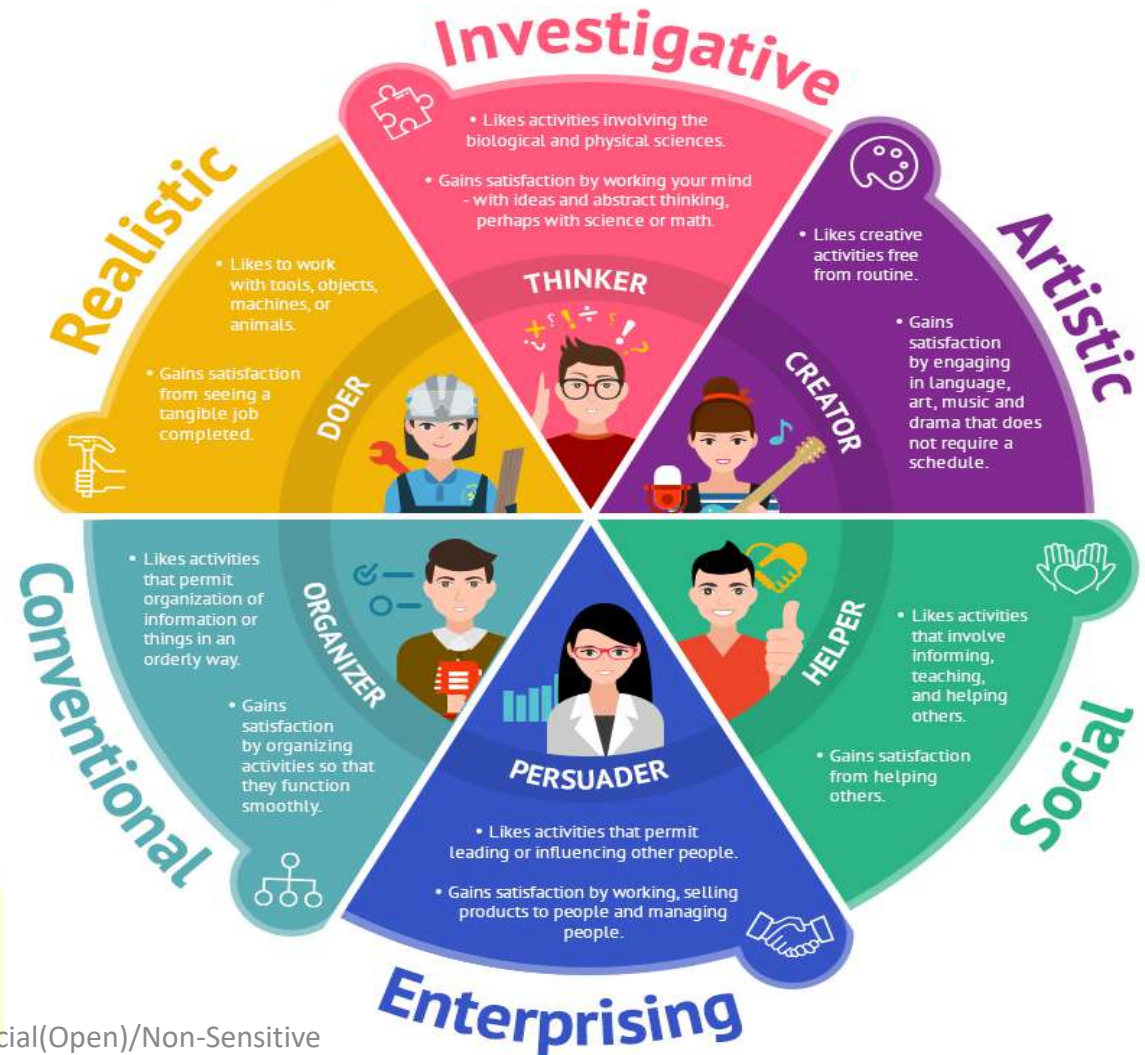 Investigative
• Likes activities involving the
biological and physical sciences.
• Gains satisfaction by working your mind
- with ideas and abstract thinking,
perhaps with science or math.
THINKER
Artistic
• Likes creative
activities free
from routine.
• Gains
satisfaction
by engaging
in language,
art, music and
drama that does
not require a
schedule.
CREATOR
Realistic
• Likes to work
with tools, objects,
machines, or
animals.
• Gains satisfaction
from seeing a
tangible job
completed.
DOER
Conventional
• Likes activities
that permit
organization of
information or
things in an
orderly way.
• Gains
satisfaction
by organizing
activities so that
they function
smoothly.
ORGANIZER
PERSUADER
• Likes activities that permit
leading or influencing other people.
• Gains satisfaction by working, selling
products to people and managing
people.
Enterprising
HELPER
• Likes activities
that involve
informing,
teaching,
and helping
others.
• Gains satisfaction
from helping
others.
Social
cial(Open)/Non-Sensitive